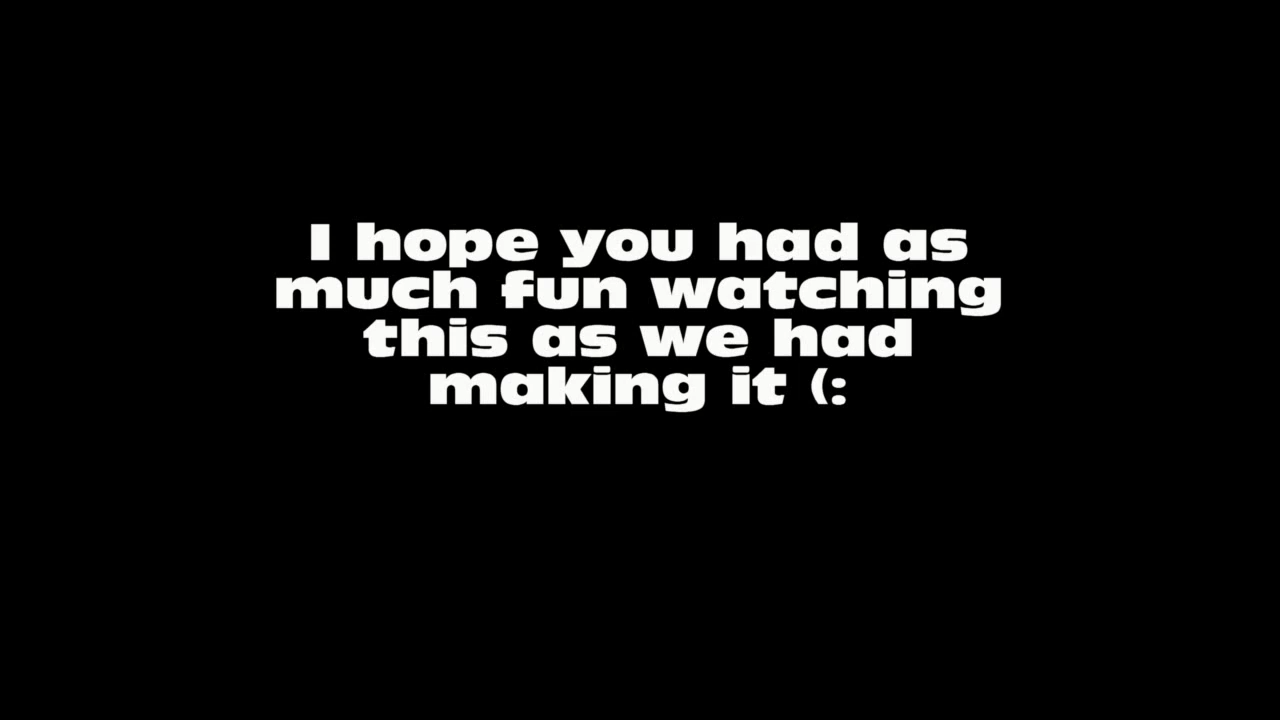 I hope you had as
much fun watching
this as we had
making it (: